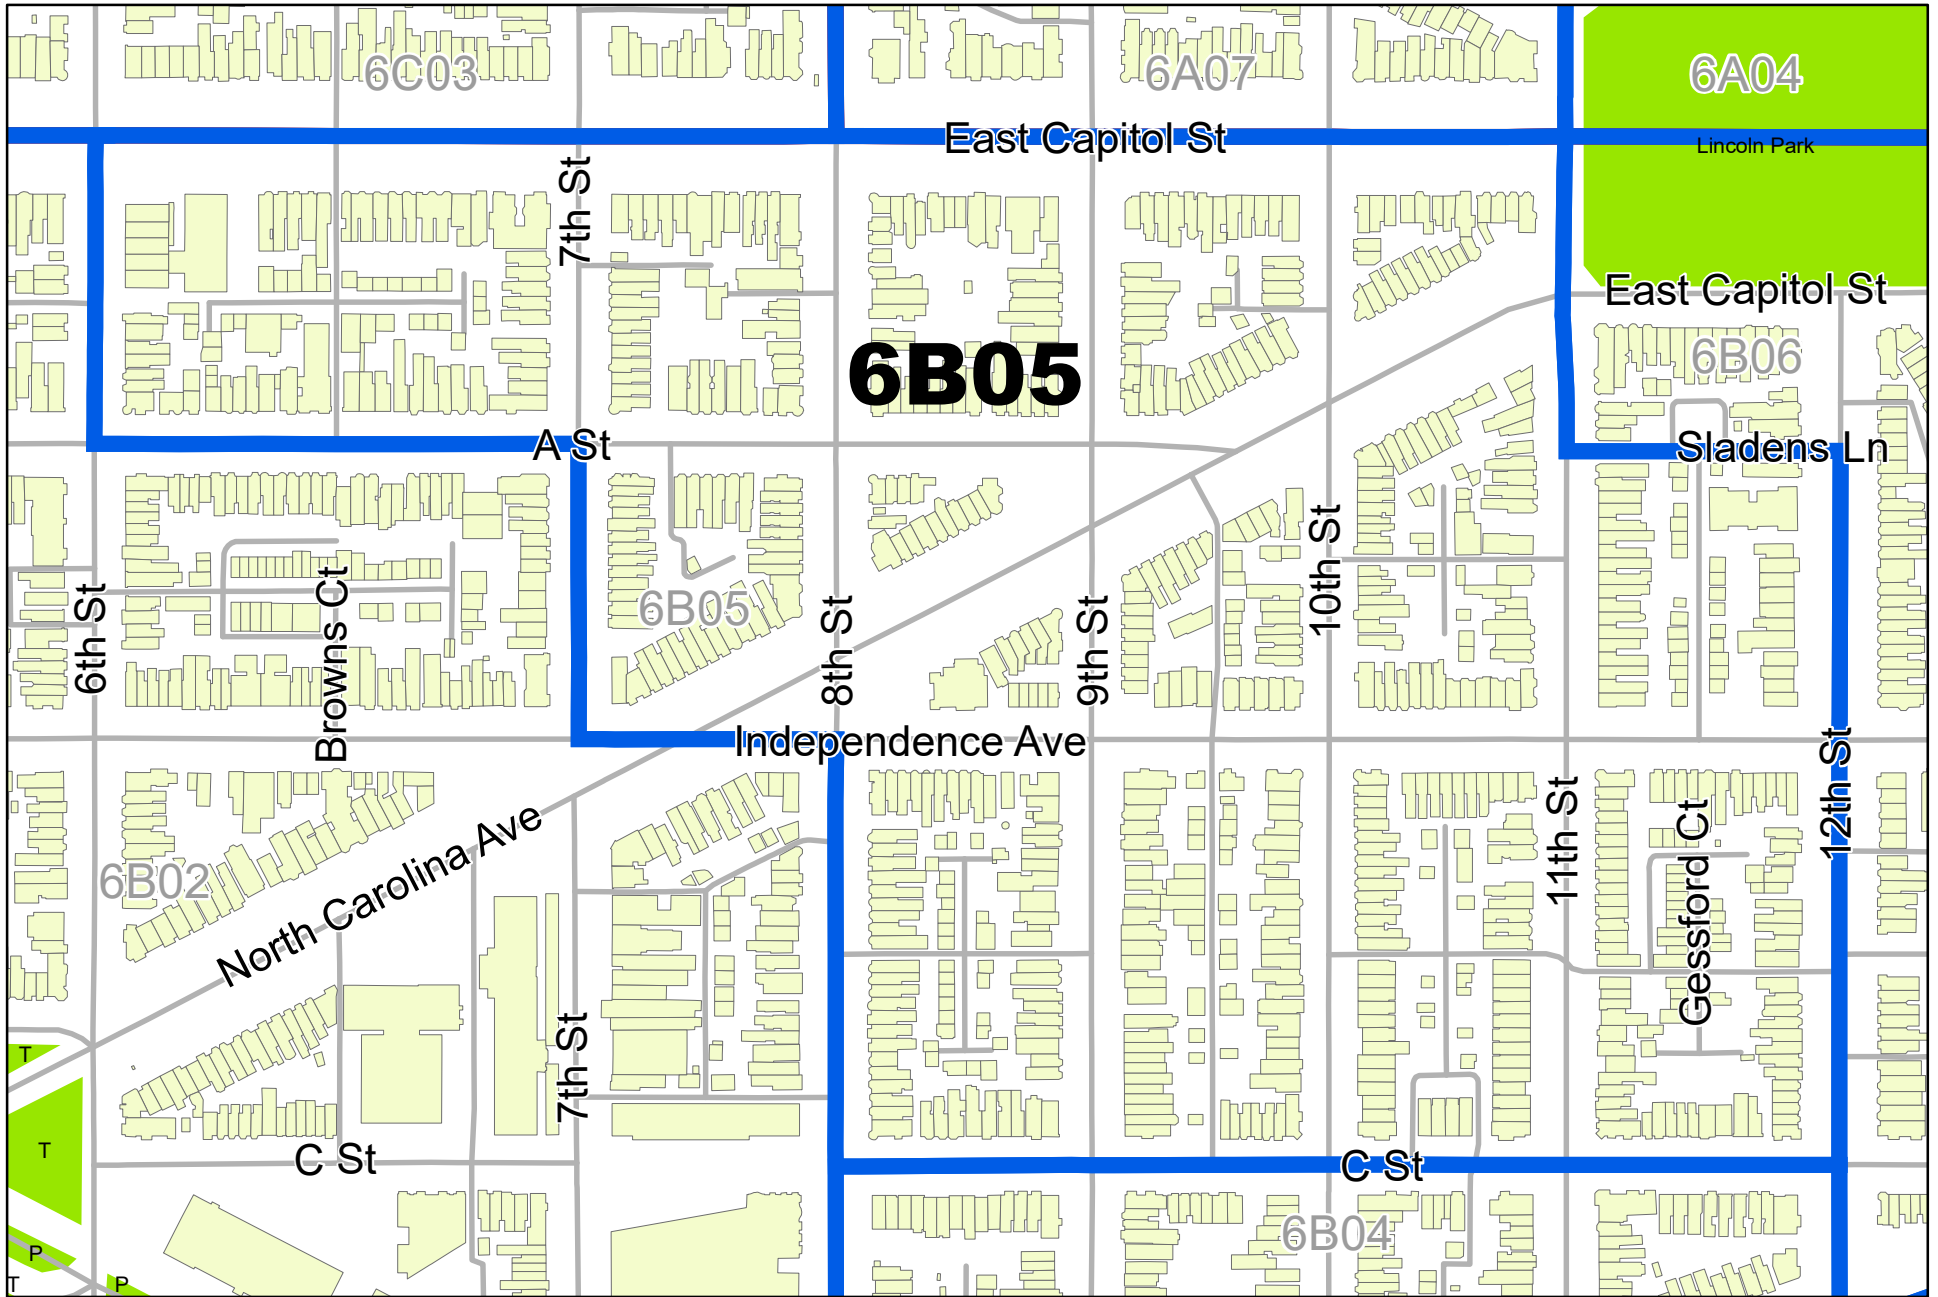 6C03
6A07
6A04
East Capitol St
Lincoln Park
7th St
East Capitol St
6B05
6B06
A St
Sladens Ln
10th St
6th St
Browns Ct
6B05
8th St
9th St
Independence Ave
12th St
11th St
Gessford Ct
North Carolina Ave
6B02
7th St
T
T
C St
C St
6B04
P
T
P